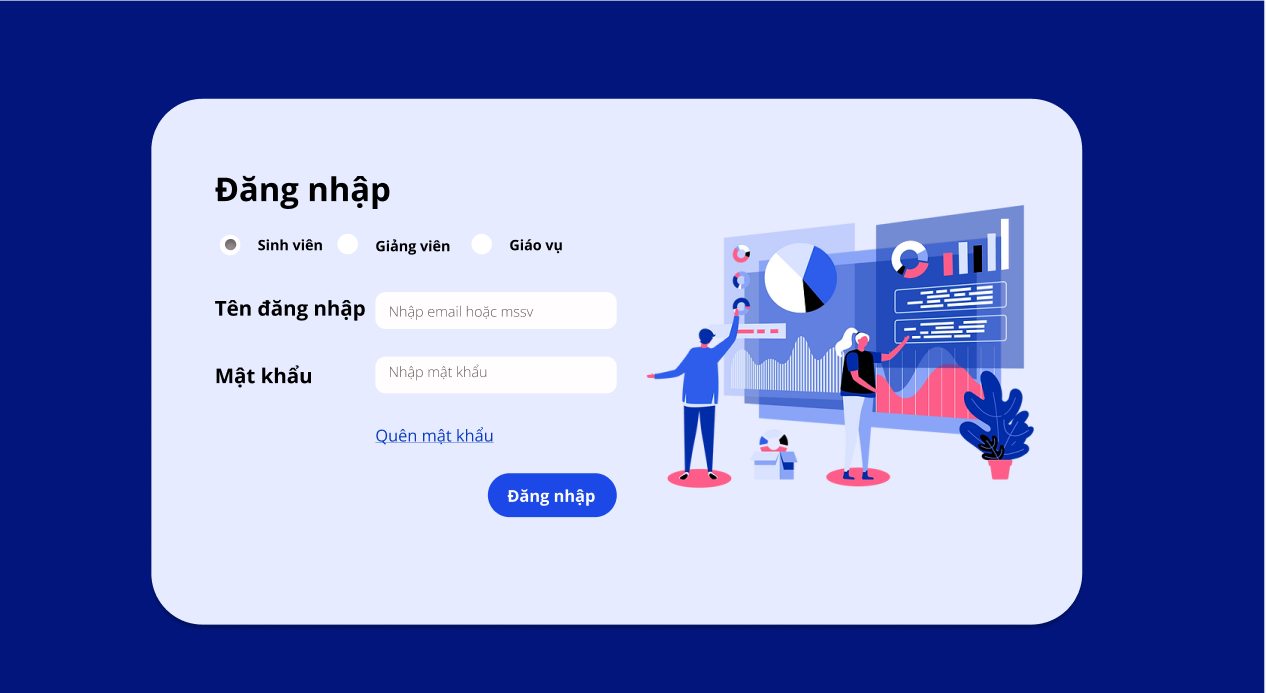 Đăng nhập
Sinh viên Giảng viên Giáo vụ
Tên đăng nhập Nhập email hoặc mssv
Mật khẩu Nhập mật khẩu
Quên mật khẩu
Đăng nhập